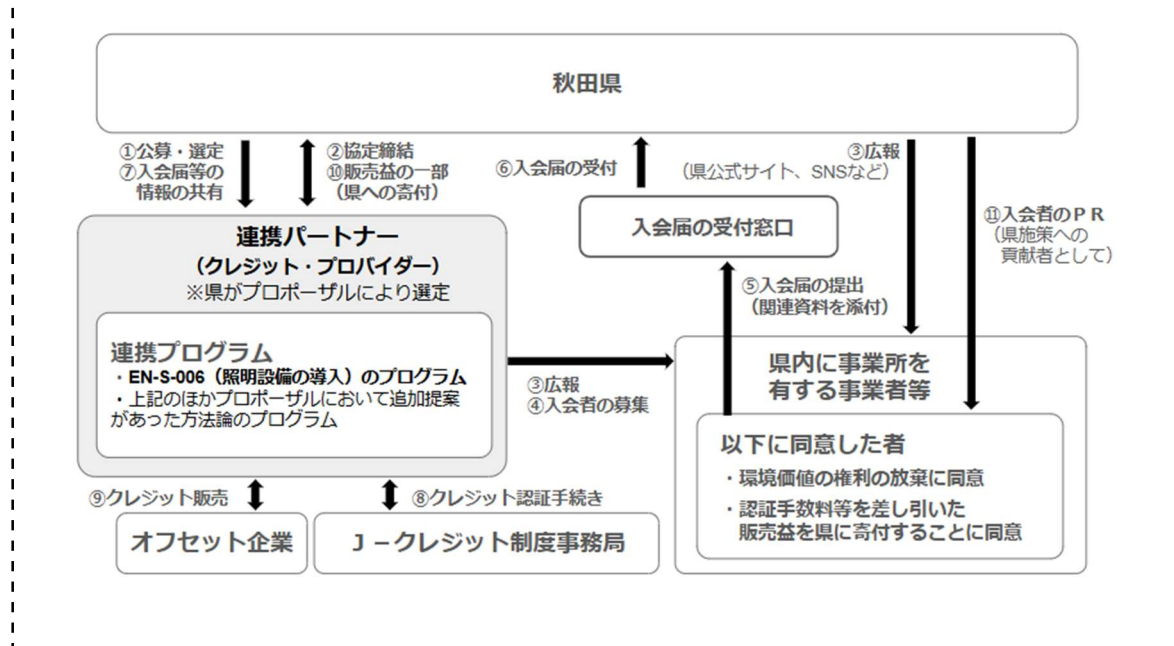 秋田県
①公募・選定
⑦入会届等の
情報の共有
②協定締結
⑩販売益の一部
（県への寄付）
⑥入会届の受付
③広報
（県公式サイト、SNSなど）
⑪入会者のＰＲ
（県施策への
貢献者として）
入会届の受付窓口
⑤入会届の提出
（関連資料を添付）
連携パートナー
（クレジット・プロバイダー）
※県がプロポーザルにより選定
連携プログラム
・EN-S-006（照明設備の導入）のプログラム
・上記のほかプロポーザルにおいて追加提案
があった方法論のプログラム
③広報
④入会者の募集
県内に事業所を
有する事業者等
以下に同意した者
・環境価値の権利の放棄に同意
・認証手数料等を差し引いた
販売益を県に寄付することに同意
⑨クレジット販売
⑧クレジット認証手続き
オフセット企業
Ｊ－クレジット制度事務局